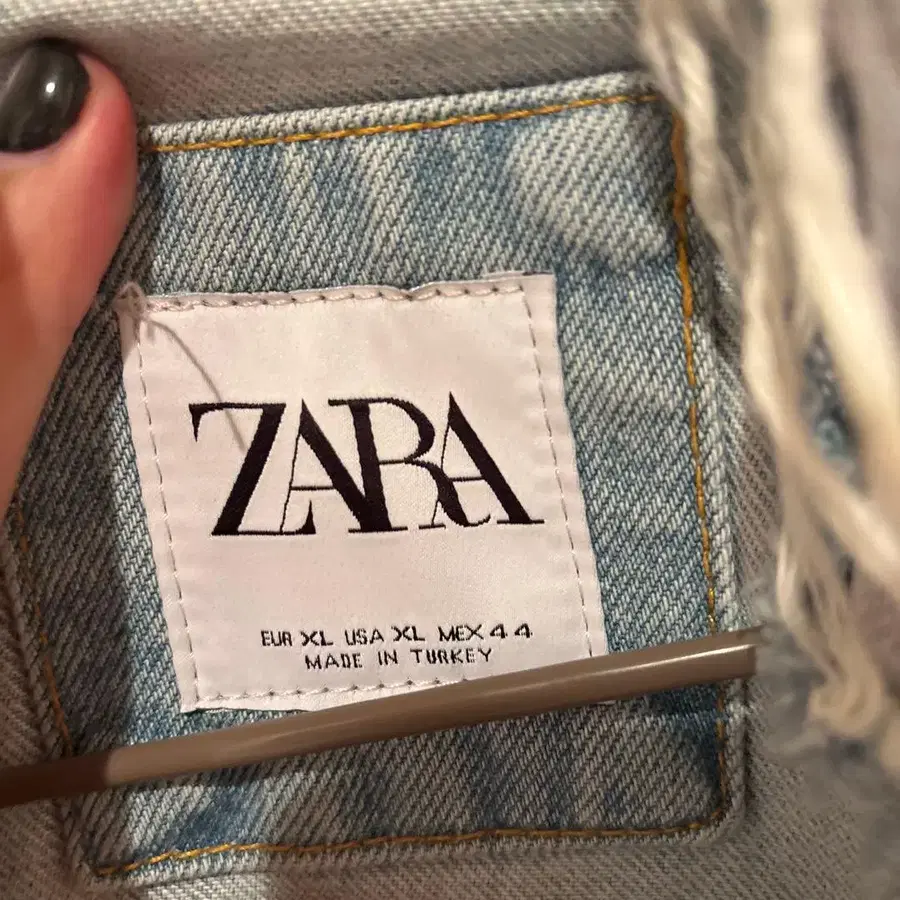 ZARA
EUR XL USA XL MEX 44
MADE IN TURKEY